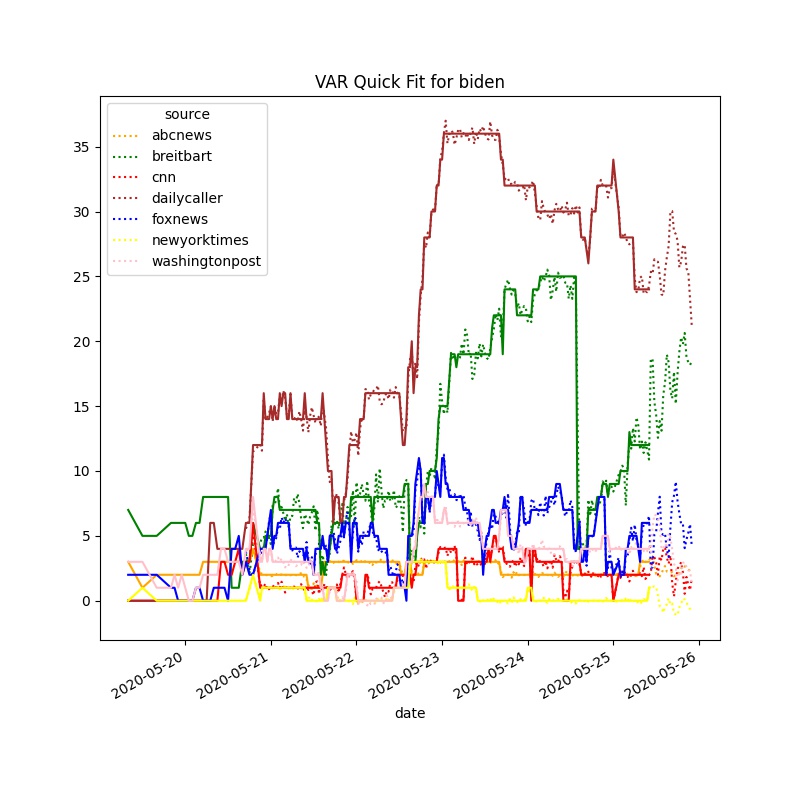 VAR Quick Fit for biden
source
abcnews
breitbart
cnn
dailycaller
foxnews
newyorktimes
washingtonpost
35
30
25
20
15
10
5
0
2020-05-20
2020-05-21
2020-05-22
2020-05-23
2020-05-24
2020-05-25
2020-05-26
date